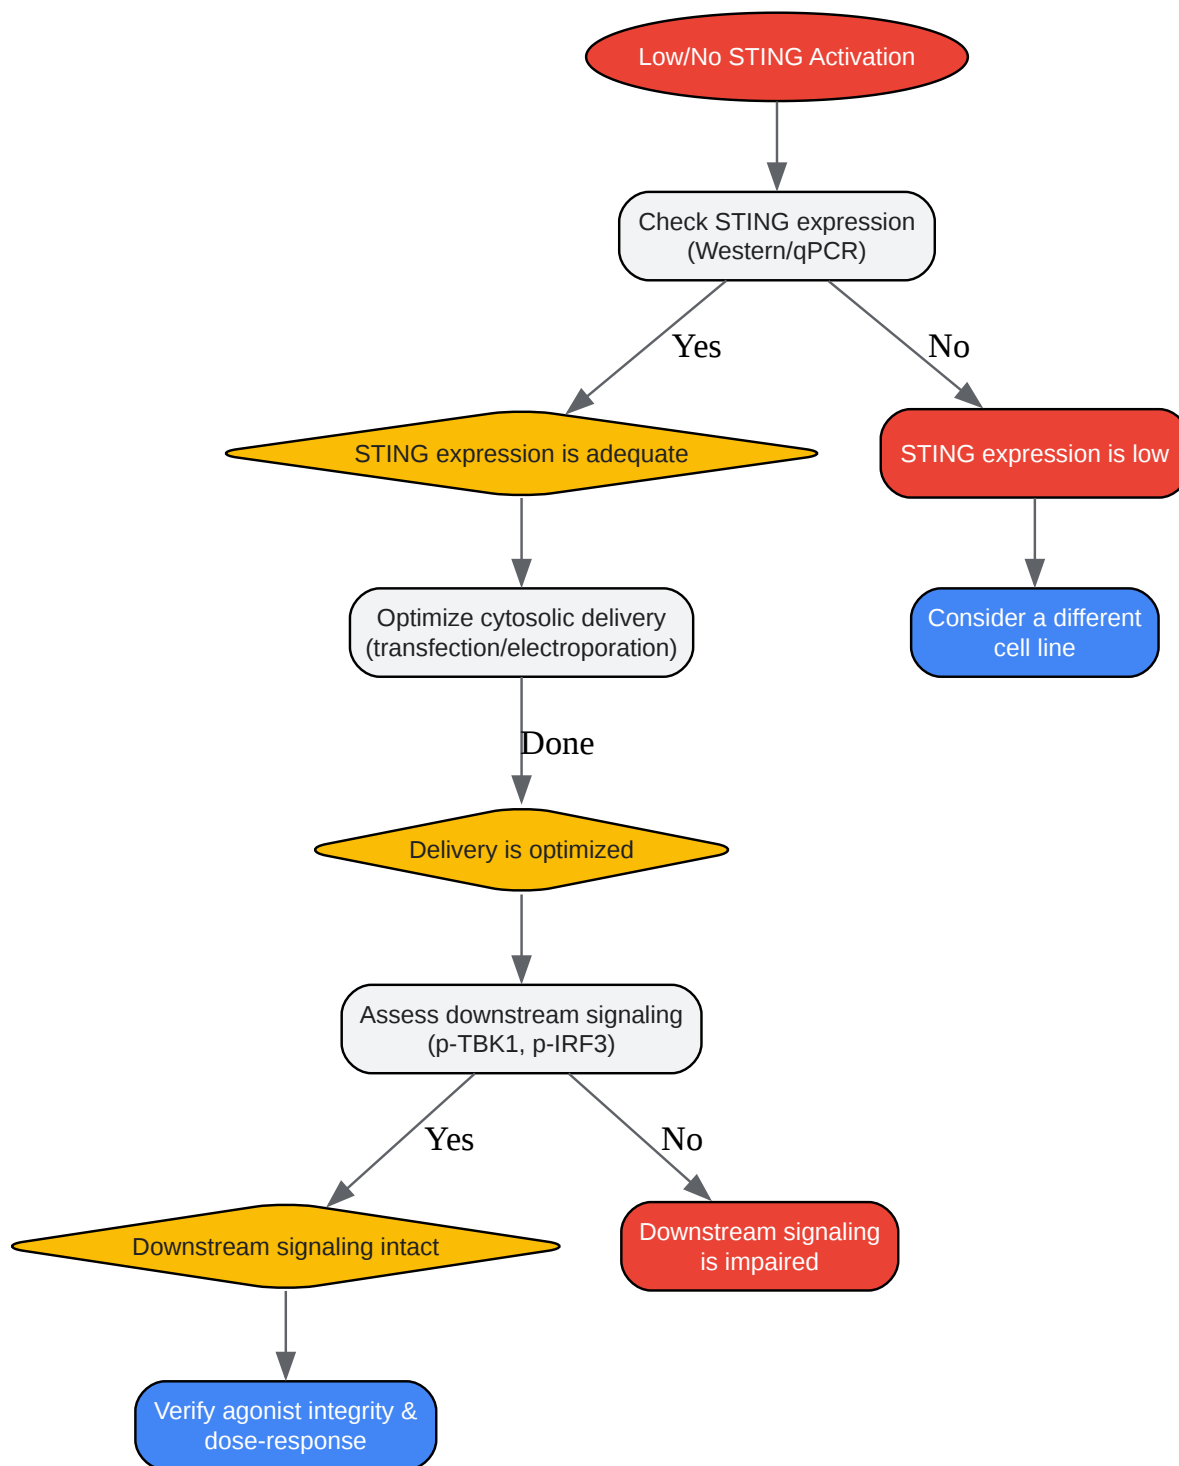 Low/No STING Activation
Check STING expression
(Western/qPCR)
Yes
No
STING expression is adequate
STING expression is low
Optimize cytosolic delivery
(transfection/electroporation)
Consider a different
cell line
Done
Delivery is optimized
Assess downstream signaling
(p-TBK1, p-IRF3)
Yes
No
Downstream signaling intact
Downstream signaling
is impaired
Verify agonist integrity &
dose-response